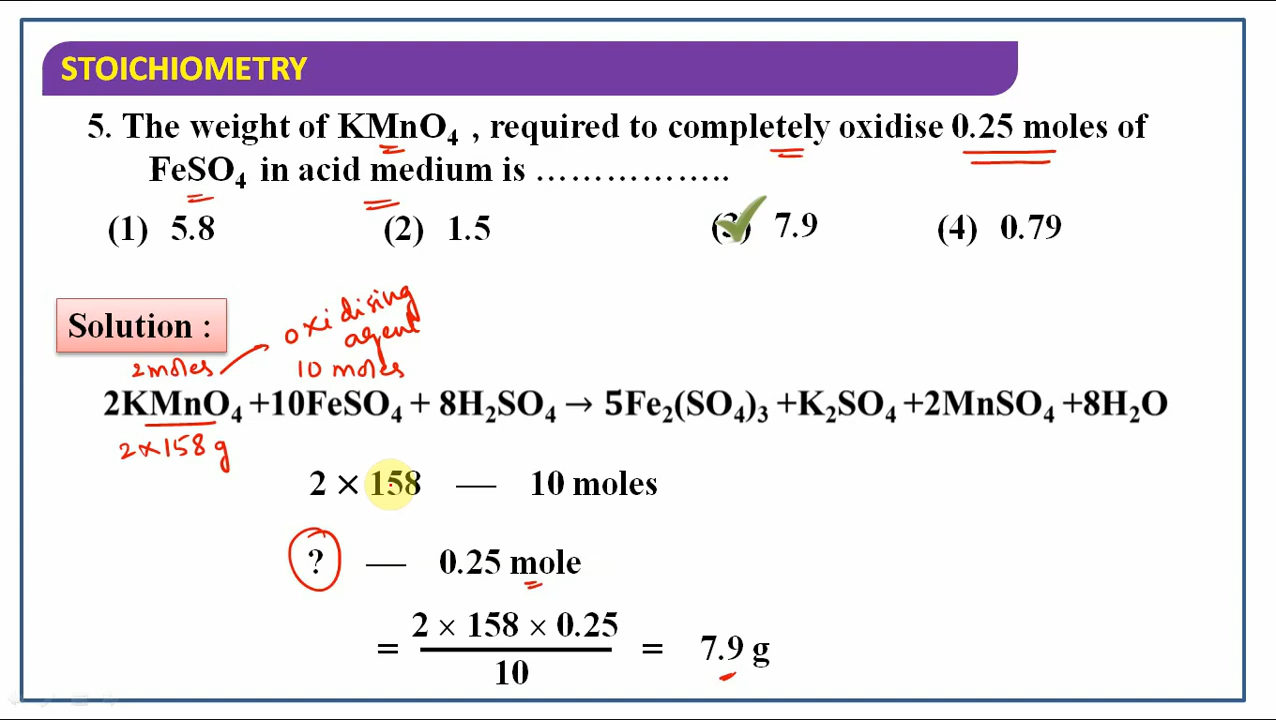 STOICHIOMETRY
5. The weight of KMnO₄ , required to completely oxidise 0.25 moles of
FeSO₄ in acid medium is ……………..
(1) 5.8 (2) 1.5 (3) 7.9 (4) 0.79
Solution :
oxidising
agent
2 moles 10 moles
2KMnO₄ +10FeSO₄ + 8H₂SO₄ → 5Fe₂(SO₄)₃ +K₂SO₄ +2MnSO₄ +8H₂O
2×158 g
2 × 158 — 10 moles
? — 0.25 mole
= 2 × 158 × 0.25 / 10 = 7.9 g